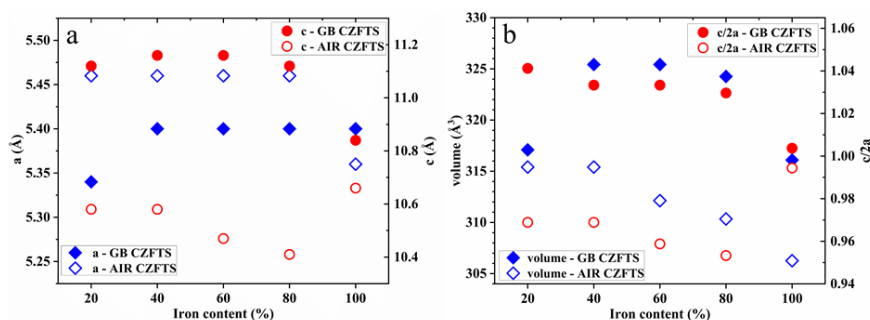 a
c - GB CZFTS
c - AIR CZFTS
a - GB CZFTS
a - AIR CZFTS
5.50
5.45
5.40
5.35
5.30
5.25
a (Å)
11.2
11.0
10.8
10.6
10.4
c (Å)
20 40 60 80 100
Iron content (%)
b
c/2a - GB CZFTS
c/2a - AIR CZFTS
volume - GB CZFTS
volume - AIR CZFTS
330
325
320
315
310
305
volume (Å³)
1.06
1.04
1.02
1.00
0.98
0.96
0.94
c/2a
20 40 60 80 100
Iron content (%)